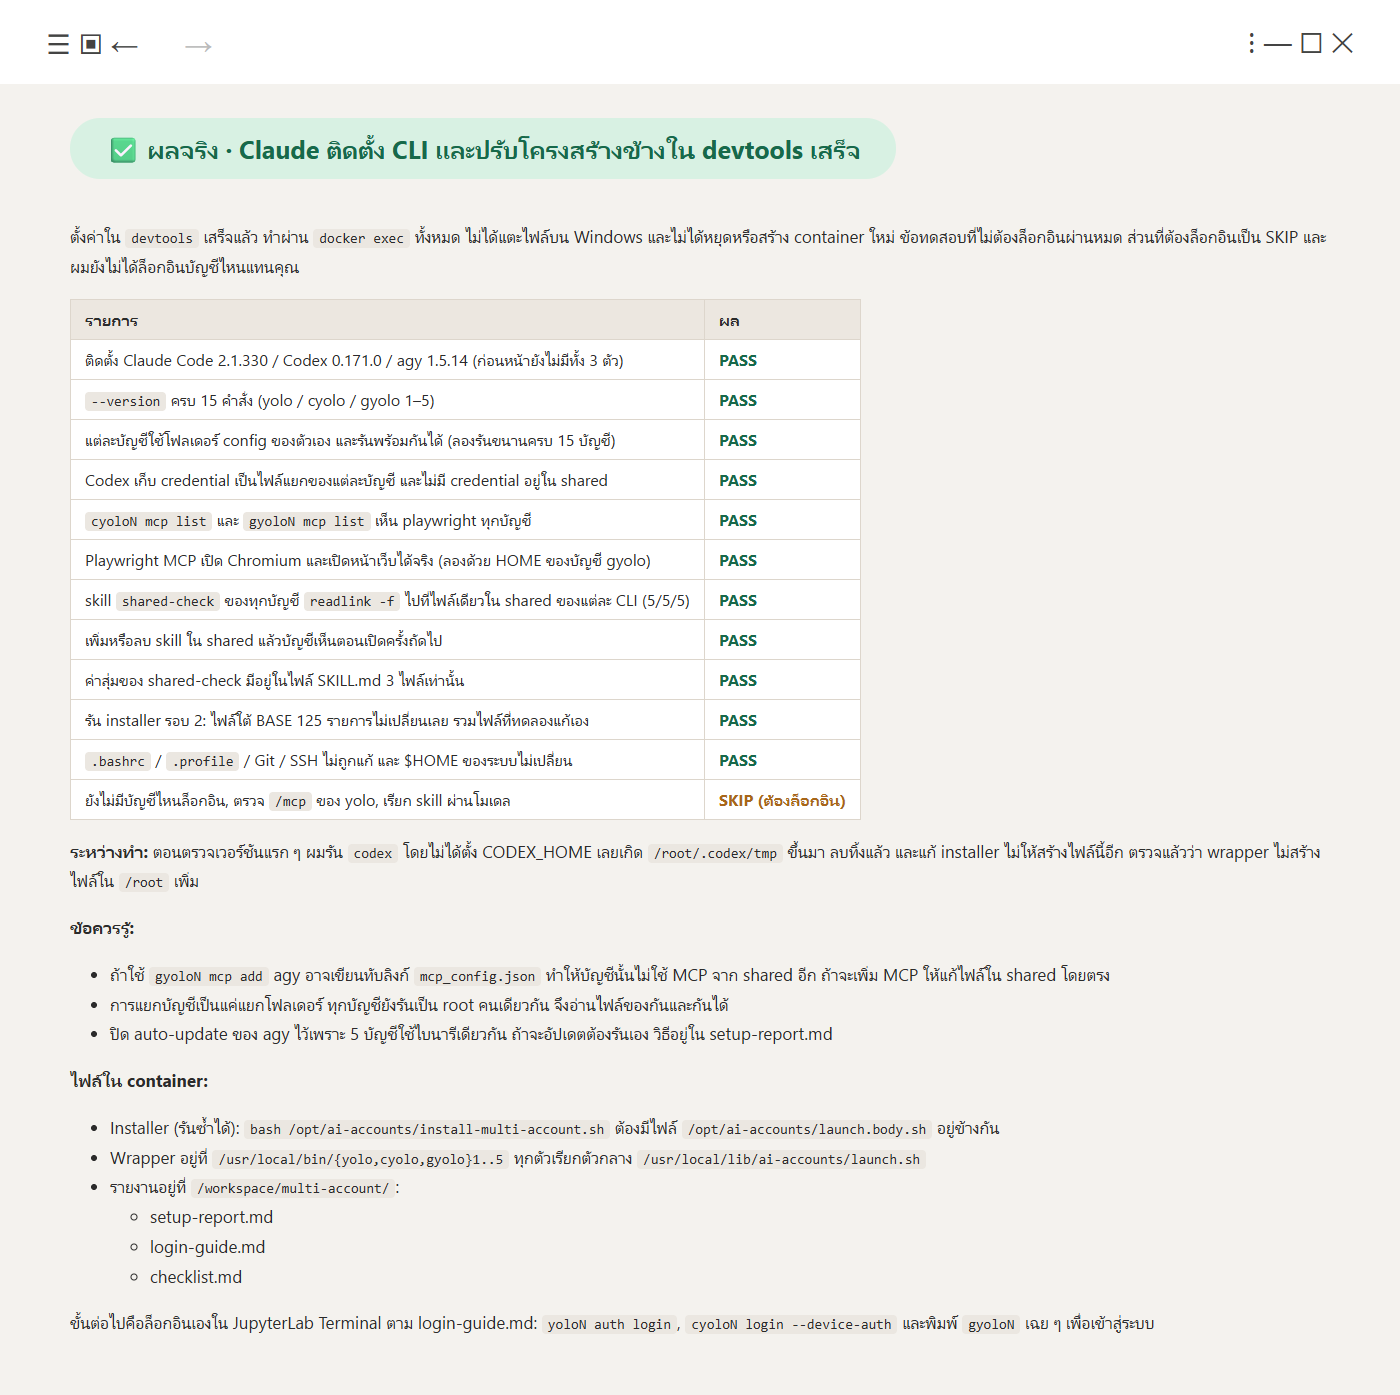 ✅ ผลจริง · Claude ติดตั้ง CLI และปรับโครงสร้างข้างใน devtools เสร็จ
ตั้งค่าใน devtools เสร็จแล้ว ทำผ่าน docker exec ทั้งหมด ไม่ได้แตะไฟล์บน Windows และไม่ได้หยุดหรือสร้าง container ใหม่ ข้อทดสอบที่ไม่ต้องล็อกอินผ่านหมด ส่วนที่ต้องล็อกอินเป็น SKIP และ
ผมยังไม่ได้ล็อกอินบัญชีไหนแทนคุณ
รายการ ผล
ติดตั้ง Claude Code 2.1.330 / Codex 0.171.0 / agy 1.5.14 (ก่อนหน้ายังไม่มีทั้ง 3 ตัว) PASS
--version ครบ 15 คำสั่ง (yolo / cyolo / gyolo 1–5) PASS
แต่ละบัญชีใช้โฟลเดอร์ config ของตัวเอง และรันพร้อมกันได้ (ลองรันขนานครบ 15 บัญชี) PASS
Codex เก็บ credential เป็นไฟล์แยกของแต่ละบัญชี และไม่มี credential อยู่ใน shared PASS
cyoloN mcp list และ gyoloN mcp list เห็น playwright ทุกบัญชี PASS
Playwright MCP เปิด Chromium และเปิดหน้าเว็บได้จริง (ลองด้วย HOME ของบัญชี gyolo) PASS
skill shared-check ของทุกบัญชี readlink -f ไปที่ไฟล์เดียวใน shared ของแต่ละ CLI (5/5/5) PASS
เพิ่มหรือลบ skill ใน shared แล้วบัญชีเห็นตอนเปิดครั้งถัดไป PASS
ค่าสุ่มของ shared-check มีอยู่ในไฟล์ SKILL.md 3 ไฟล์เท่านั้น PASS
รัน installer รอบ 2: ไฟล์ใต้ BASE 125 รายการไม่เปลี่ยนเลย รวมไฟล์ที่ทดลองแก้เอง PASS
.bashrc / .profile / Git / SSH ไม่ถูกแก้ และ $HOME ของระบบไม่เปลี่ยน PASS
ยังไม่มีบัญชีไหนล็อกอิน, ตรวจ /mcp ของ yolo, เรียก skill ผ่านโมเดล SKIP (ต้องล็อกอิน)
ระหว่างทำ: ตอนตรวจเวอร์ชันแรก ๆ ผมรัน codex โดยไม่ได้ตั้ง CODEX_HOME เลยเกิด /root/.codex/tmp ขึ้นมา ลบทิ้งแล้ว และแก้ installer ไม่ให้สร้างไฟล์นี้อีก ตรวจแล้วว่า wrapper ไม่สร้าง
ไฟล์ใน /root เพิ่ม
ข้อควรรู้:
• ถ้าใช้ gyoloN mcp add agy อาจเขียนทับลิงก์ mcp_config.json ทำให้บัญชีนั้นไม่ใช้ MCP จาก shared อีก ถ้าจะเพิ่ม MCP ให้แก้ไฟล์ใน shared โดยตรง
• การแยกบัญชีเป็นแค่แยกโฟลเดอร์ ทุกบัญชียังรันเป็น root คนเดียวกัน จึงอ่านไฟล์ของกันและกันได้
• ปิด auto-update ของ agy ไว้เพราะ 5 บัญชีใช้ไบนารีเดียวกัน ถ้าจะอัปเดตต้องรันเอง วิธีอยู่ใน setup-report.md
ไฟล์ใน container:
• Installer (รันซ้ำได้): bash /opt/ai-accounts/install-multi-account.sh ต้องมีไฟล์ /opt/ai-accounts/launch.body.sh อยู่ข้างกัน
• Wrapper อยู่ที่ /usr/local/bin/{yolo,cyolo,gyolo}1..5 ทุกตัวเรียกตัวกลาง /usr/local/lib/ai-accounts/launch.sh
• รายงานอยู่ที่ /workspace/multi-account/ :
◦ setup-report.md
◦ login-guide.md
◦ checklist.md
ขั้นต่อไปคือล็อกอินเองใน JupyterLab Terminal ตาม login-guide.md: yoloN auth login , cyoloN login --device-auth และพิมพ์ gyoloN เฉย ๆ เพื่อเข้าสู่ระบบ